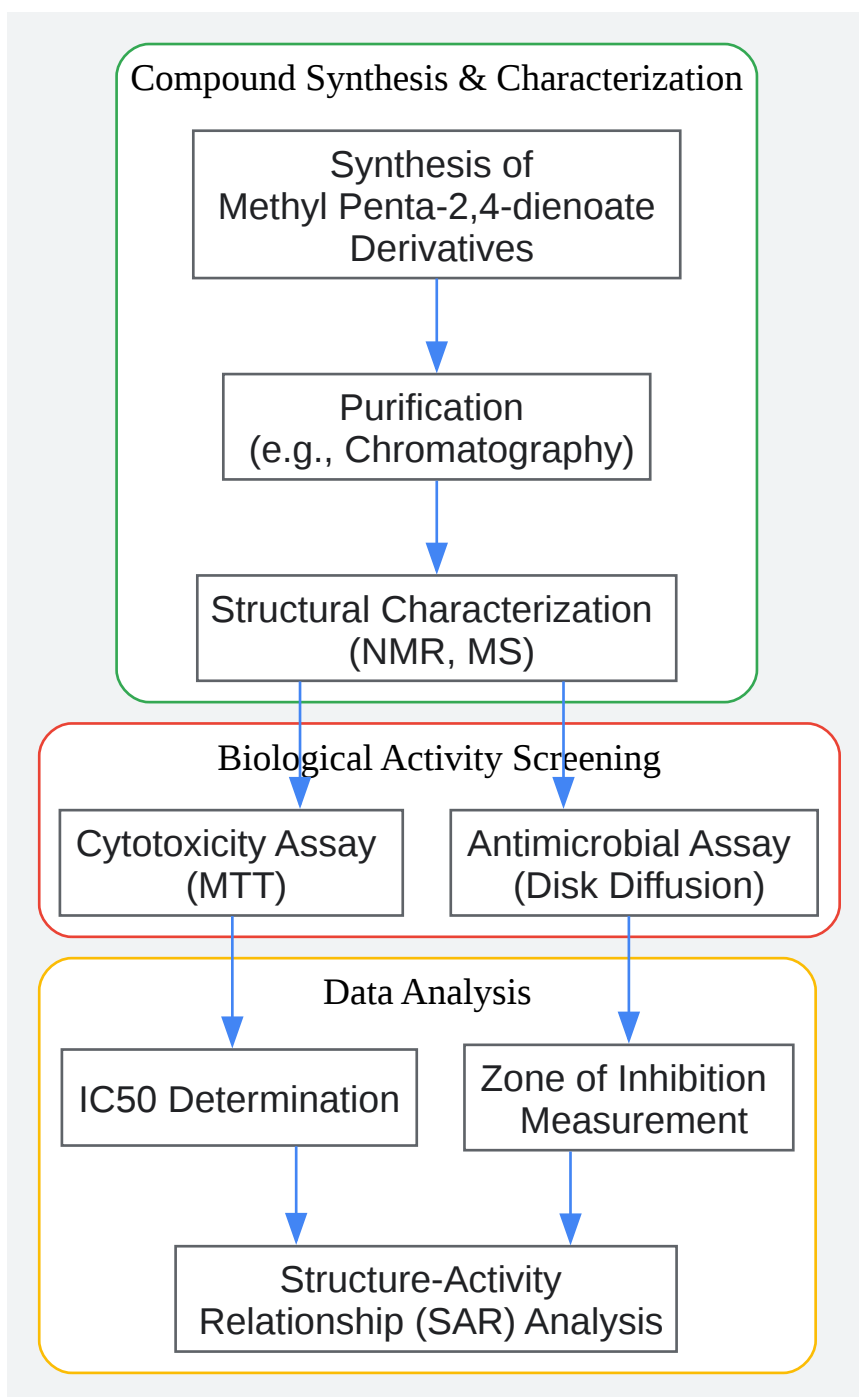 Compound Synthesis & Characterization
Synthesis of
Methyl Penta-2,4-dienoate
Derivatives
Purification
(e.g., Chromatography)
Structural Characterization
(NMR, MS)
Biological Activity Screening
Cytotoxicity Assay
(MTT)
Antimicrobial Assay
(Disk Diffusion)
Data Analysis
IC50 Determination
Zone of Inhibition
Measurement
Structure-Activity
Relationship (SAR) Analysis